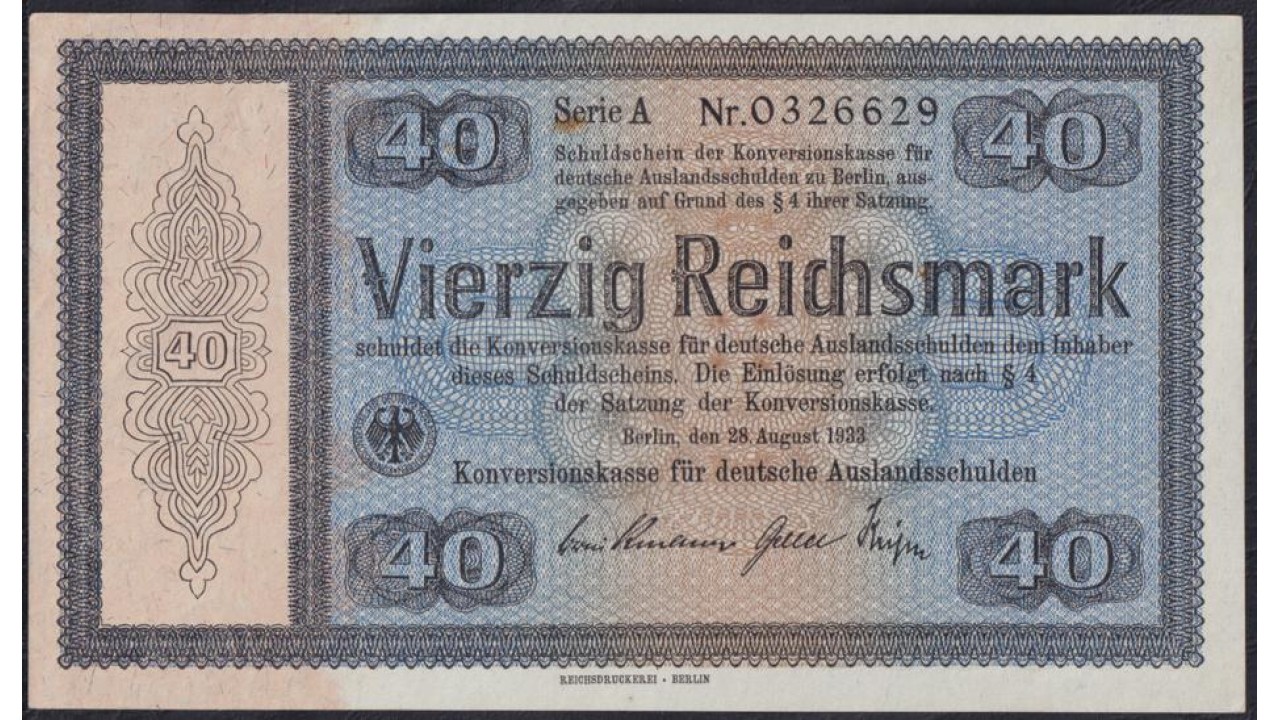 40 Serie A Nr.0326629 40
Schuldschein der Konversionskasse für
deutsche Auslandsschulden zu Berlin, aus-
gegeben auf Grund des § 4 ihrer Satzung.
Vierzig Reichsmark
schuldet die Konversionskasse für deutsche Auslandsschulden dem Inhaber
40
dieses Schuldscheins. Die Einlösung erfolgt nach § 4
der Satzung der Konversionskasse.
Berlin, den 28. August 1933
Konversionskasse für deutsche Auslandsschulden
40 40
REICHSDRUCKEREI • BERLIN